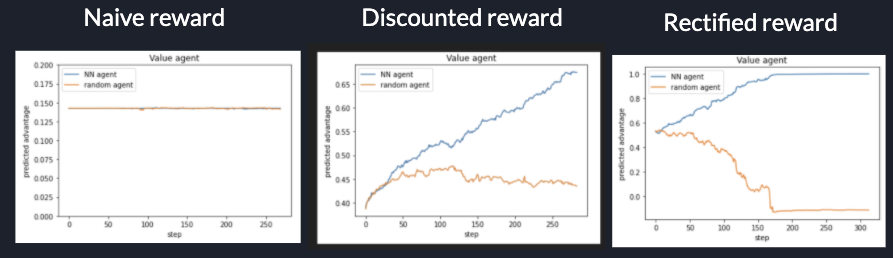 Naive reward
Discounted reward
Rectified reward
Value agent
NN agent
random agent
predicted advantage
0.200
0.175
0.150
0.125
0.100
0.075
0.050
0.025
0.000
0 50 100 150 200 250
step
Value agent
NN agent
random agent
predicted advantage
0.65
0.60
0.55
0.50
0.45
0.40
0 50 100 150 200 250
step
Value agent
NN agent
random agent
predicted advantage
1.0
0.8
0.6
0.4
0.2
0.0
0 50 100 150 200 250 300
step